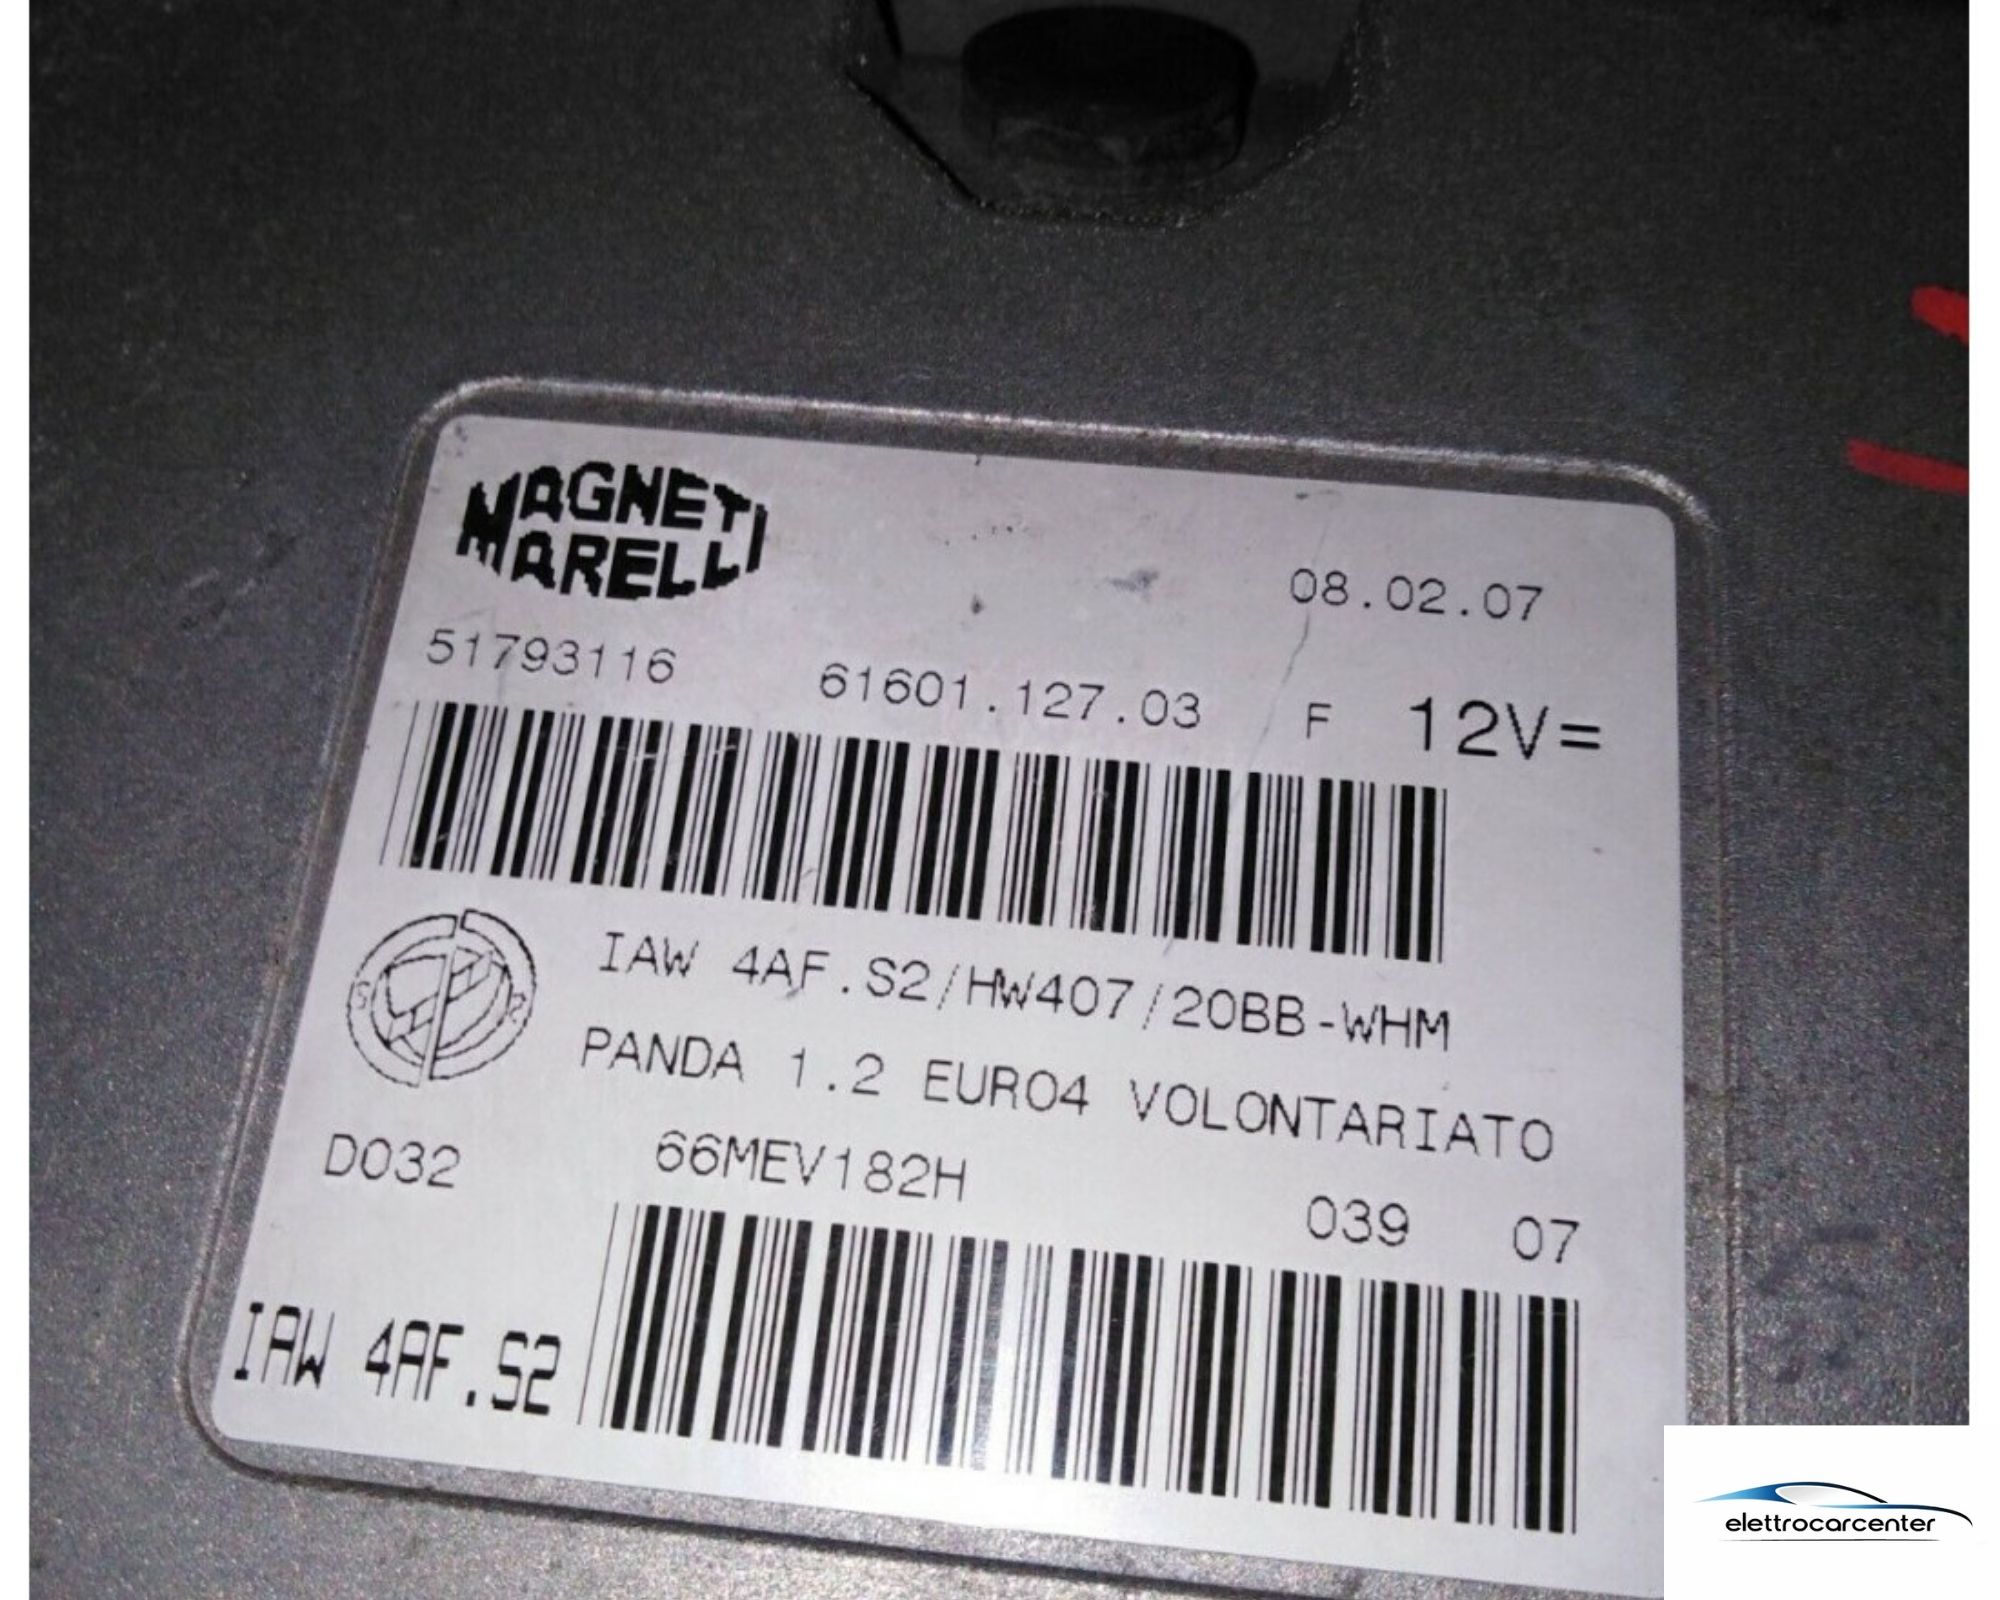 MAGNETI
MARELLI
08.02.07
51793116 61601.127.03 F 12V=
IAW 4AF.S2/HW407/20BB-WHM
PANDA 1.2 EURO4 VOLONTARIATO
D032 66MEV182H 039 07
IAW 4AF.S2
elettrocarcenter